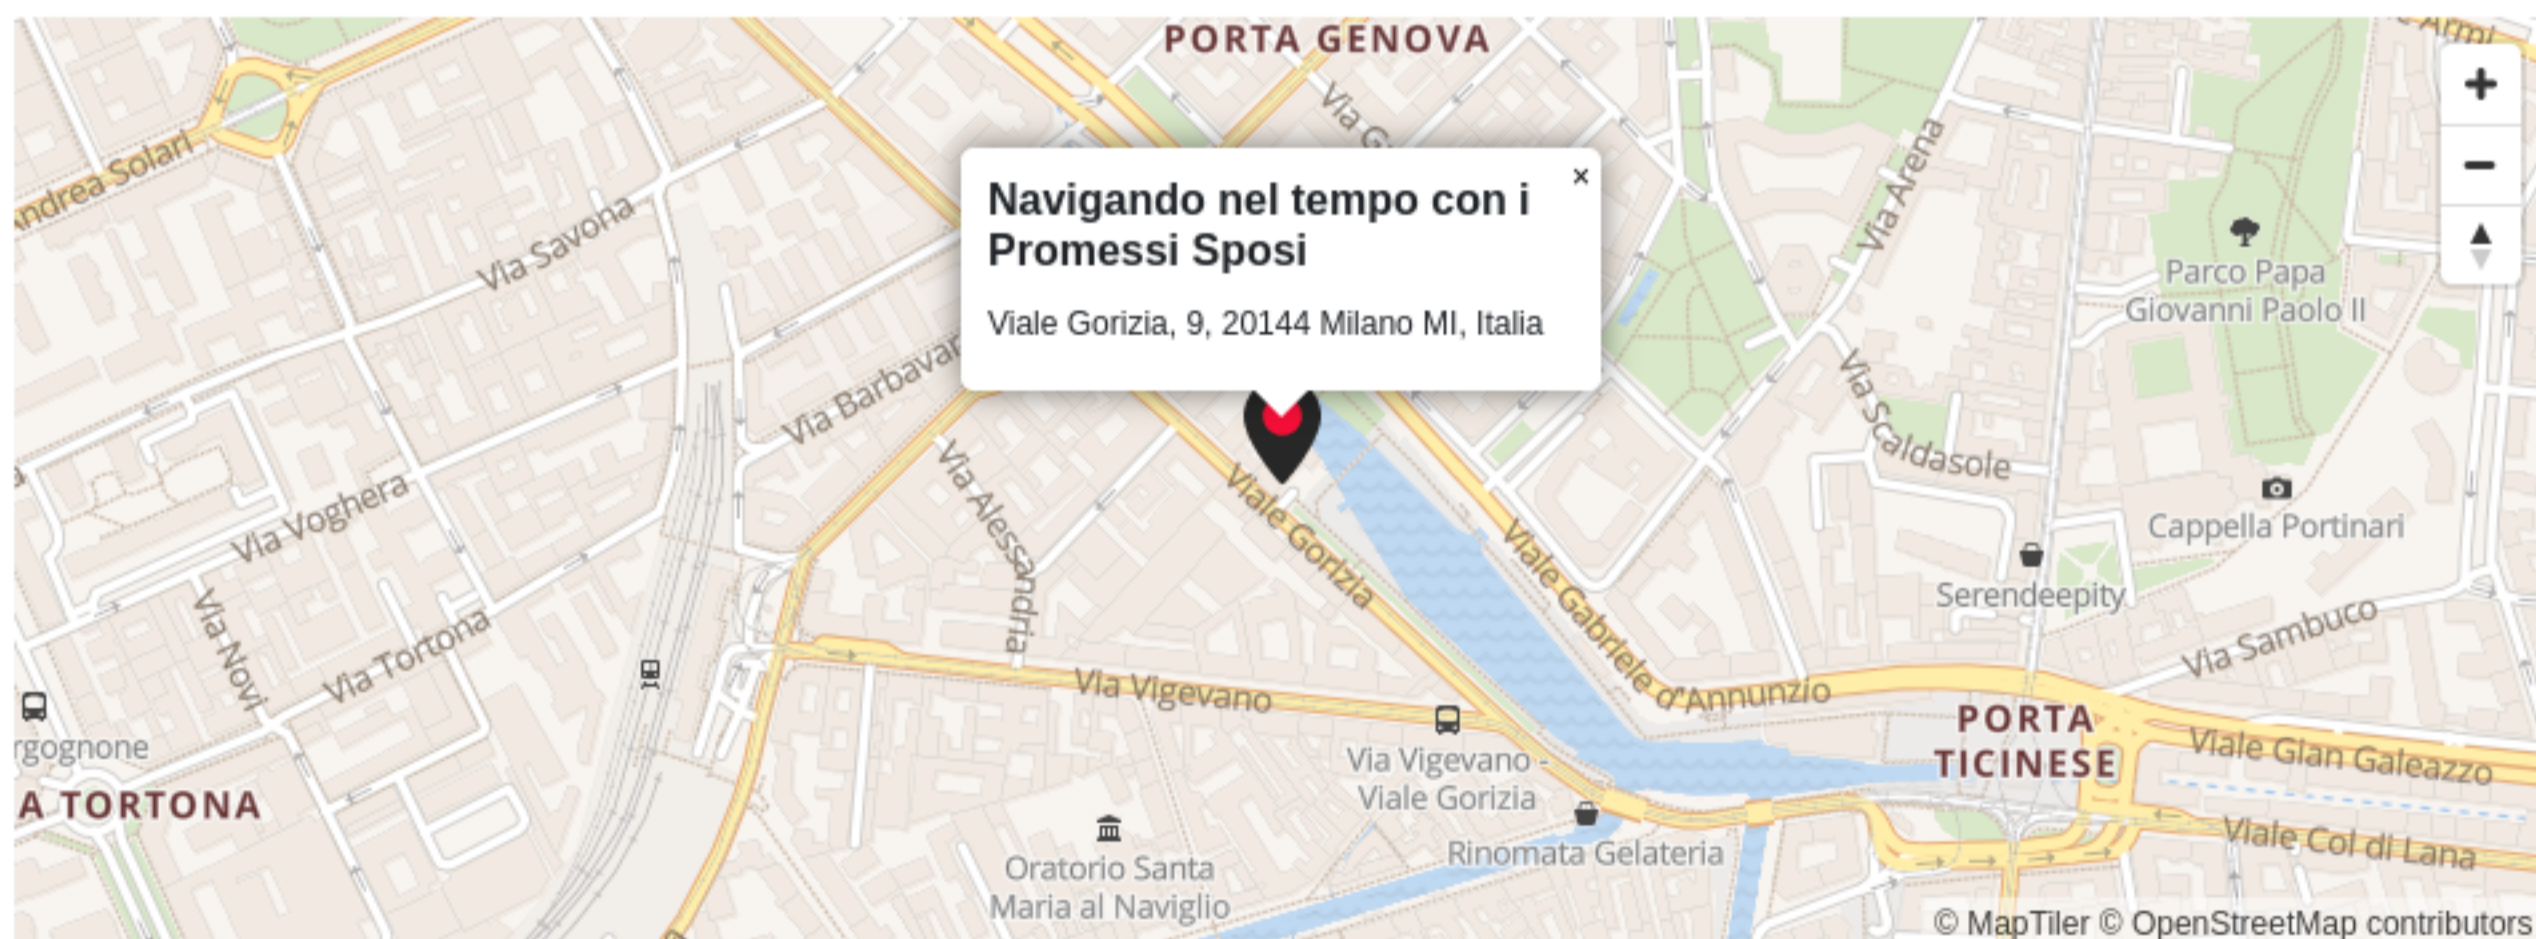 PORTA GENOVA
Navigando nel tempo con i
Promessi Sposi
×
Viale Gorizia, 9, 20144 Milano MI, Italia
Andrea Solari
Via Savona
Via Barbavar
Via Voghera
Via Novi
Via Tortona
rgognone
A TORTONA
Via Alessandria
Viale Gorizia
Via Vigevano
Via Vigevano -
Viale Gorizia
Oratorio Santa
Maria al Naviglio
Rinomata Gelateria
Via G
Via Arena
Via Scaldasole
Parco Papa
Giovanni Paolo II
Cappella Portinari
Serendeepity
Via Sambuco
Viale Gabriele d'Annunzio
PORTA
TICINESE
Viale Gian Galeazzo
Viale Col di Lana
+
−
© MapTiler © OpenStreetMap contributors